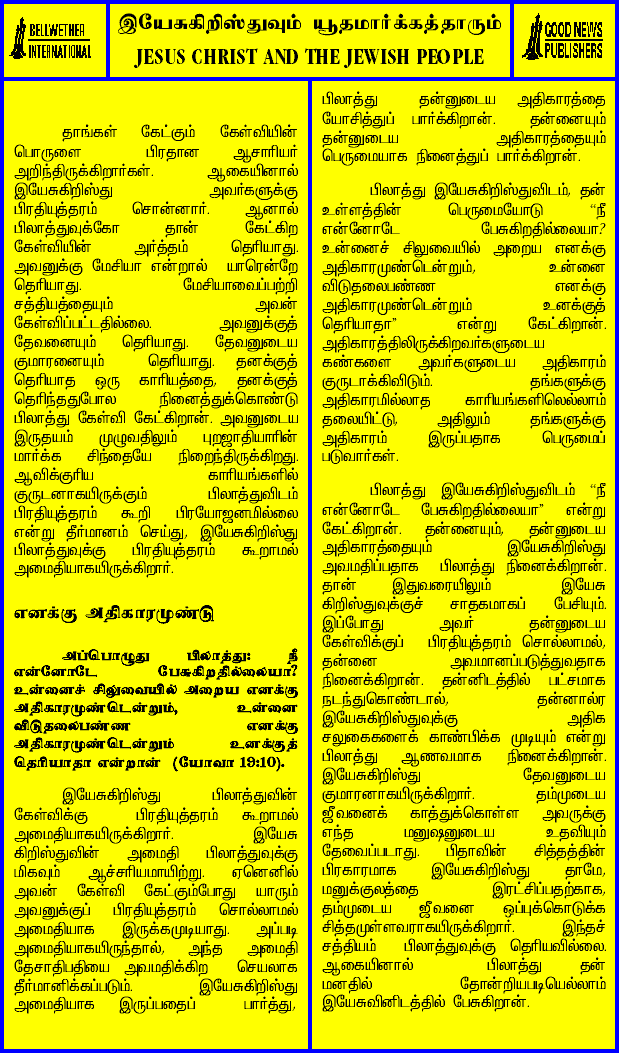 BELLWETHER
INTERNATIONAL
இயேசுகிறிஸ்துவும் யூதமார்க்கத்தாரும்
JESUS CHRIST AND THE JEWISH PEOPLE
GOOD NEWS
PUBLISHERS
தாங்கள் கேட்கும் கேள்வியின்
பொருளை பிரதான ஆசாரியர்
அறிந்திருக்கிறார்கள். ஆகையினால்
இயேசுகிறிஸ்து அவர்களுக்கு
பிரதியுத்தரம் சொன்னார். ஆனால்
பிலாத்துவுக்கோ தான் கேட்கிற
கேள்வியின் அர்த்தம் தெரியாது.
அவனுக்கு மேசியா என்றால் யாரென்றே
தெரியாது. மேசியாவைப்பற்றி
சத்தியத்தையும் அவன்
கேள்விப்பட்டதில்லை. அவனுக்குத்
தேவனையும் தெரியாது. தேவனுடைய
குமாரனையும் தெரியாது. தனக்குத்
தெரியாத ஒரு காரியத்தை, தனக்குத்
தெரிந்ததுபோல நினைத்துக்கொண்டு
பிலாத்து கேள்வி கேட்கிறான். அவனுடைய
இருதயம் முழுவதிலும் புறஜாதியாரின்
மார்க்க சிந்தையே நிறைந்திருக்கிறது.
ஆவிக்குரிய காரியங்களில்
குருடனாகயிருக்கும் பிலாத்துவிடம்
பிரதியுத்தரம் கூறி பிரயோஜனமில்லை
என்று தீர்மானம் செய்து, இயேசுகிறிஸ்து
பிலாத்துவுக்கு பிரதியுத்தரம் கூறாமல்
அமைதியாகயிருக்கிறார்.
எனக்கு அதிகாரமுண்டு
அப்பொழுது பிலாத்து: நீ
என்னோடே பேசுகிறதில்லையா?
உன்னைச் சிலுவையில் அறைய எனக்கு
அதிகாரமுண்டென்றும், உன்னை
விடுதலைபண்ண எனக்கு
அதிகாரமுண்டென்றும் உனக்குத்
தெரியாதா என்றான் (யோவா 19:10).
இயேசுகிறிஸ்து பிலாத்துவின்
கேள்விக்கு பிரதியுத்தரம் கூறாமல்
அமைதியாகயிருக்கிறார். இயேசு
கிறிஸ்துவின் அமைதி பிலாத்துவுக்கு
மிகவும் ஆச்சரியமாயிற்று. ஏனெனில்
அவன் கேள்வி கேட்கும்போது யாரும்
அவனுக்குப் பிரதியுத்தரம் சொல்லாமல்
அமைதியாக இருக்கமுடியாது. அப்படி
அமைதியாகயிருந்தால், அந்த அமைதி
தேசாதிபதியை அவமதிக்கிற செயலாக
தீர்மானிக்கப்படும். இயேசுகிறிஸ்து
அமைதியாக இருப்பதைப் பார்த்து,
பிலாத்து தன்னுடைய அதிகாரத்தை
யோசித்துப் பார்க்கிறான். தன்னையும்
தன்னுடைய அதிகாரத்தையும்
பெருமையாக நினைத்துப் பார்க்கிறான்.
பிலாத்து இயேசுகிறிஸ்துவிடம், தன்
உள்ளத்தின் பெருமையோடு “நீ
என்னோடே பேசுகிறதில்லையா?
உன்னைச் சிலுவையில் அறைய எனக்கு
அதிகாரமுண்டென்றும், உன்னை
விடுதலைபண்ண எனக்கு
அதிகாரமுண்டென்றும் உனக்குத்
தெரியாதா” என்று கேட்கிறான்.
அதிகாரத்திலிருக்கிறவர்களுடைய
கண்களை அவர்களுடைய அதிகாரம்
குருடாக்கிவிடும். தங்களுக்கு
அதிகாரமில்லாத காரியங்களிலெல்லாம்
தலையிட்டு, அதிலும் தங்களுக்கு
அதிகாரம் இருப்பதாக பெருமைப்
படுவார்கள்.
பிலாத்து இயேசுகிறிஸ்துவிடம் “நீ
என்னோடே பேசுகிறதில்லையா” என்று
கேட்கிறான். தன்னையும், தன்னுடைய
அதிகாரத்தையும் இயேசுகிறிஸ்து
அவமதிப்பதாக பிலாத்து நினைக்கிறான்.
தான் இதுவரையிலும் இயேசு
கிறிஸ்துவுக்குச் சாதகமாகப் பேசியும்.
இப்போது அவர் தன்னுடைய
கேள்விக்குப் பிரதியுத்தரம் சொல்லாமல்,
தன்னை அவமானப்படுத்துவதாக
நினைக்கிறான். தன்னிடத்தில் பட்சமாக
நடந்துகொண்டால், தன்னால்ர
இயேசுகிறிஸ்துவுக்கு அதிக
சலுகைகளைக் காண்பிக்க முடியும் என்று
பிலாத்து ஆணவமாக நினைக்கிறான்.
இயேசுகிறிஸ்து தேவனுடைய
குமாரனாகயிருக்கிறார். தம்முடைய
ஜீவனைக் காத்துக்கொள்ள அவருக்கு
எந்த மனுஷனுடைய உதவியும்
தேவைப்படாது. பிதாவின் சித்தத்தின்
பிரகாரமாக இயேசுகிறிஸ்து தாமே,
மனுக்குலத்தை இரட்சிப்பதற்காக,
தம்முடைய ஜீவனை ஒப்புக்கொடுக்க
சித்தமுள்ளவராகயிருக்கிறார். இந்தச்
சத்தியம் பிலாத்துவுக்கு தெரியவில்லை.
ஆகையினால் பிலாத்து தன்
மனதில் தோன்றியபடியெல்லாம்
இயேசுவினிடத்தில் பேசுகிறான்.